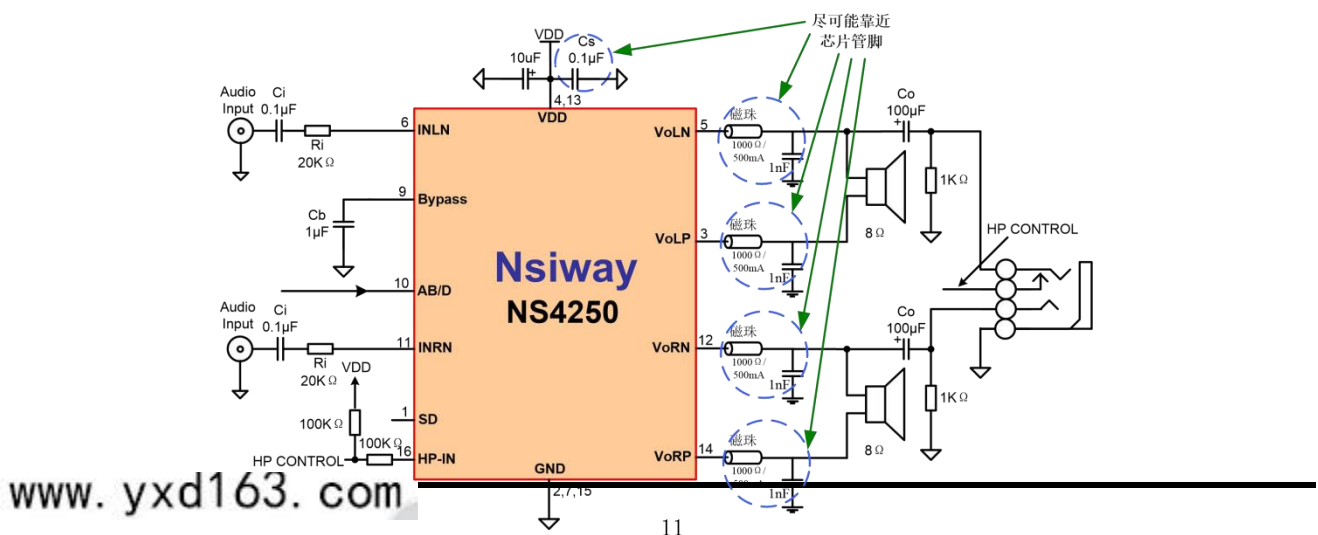 尽可能靠近
芯片管脚
VDD
Cs
10uF
+
0.1µF
4,13
VDD
Audio
Input
Ci
0.1µF
Ri
20KΩ
6
INLN
9
Bypass
Cb
1µF
10
AB/D
Audio
Input
Ci
0.1µF
Ri
20KΩ
11
INRN
VDD
1
SD
100KΩ
100KΩ
HP CONTROL
16
HP-IN
Nsiway
NS4250
GND
2,7,15
VoLN
5
磁珠
1000Ω/
500mA
1nF
VoLP
3
磁珠
1000Ω/
500mA
1nF
VoRN
12
磁珠
1000Ω/
500mA
1nF
VoRP
14
磁珠
1000Ω/
1nF
Co
100µF
+
1KΩ
8Ω
HP CONTROL
Co
100µF
+
1KΩ
8Ω
www.yxd163.com
11